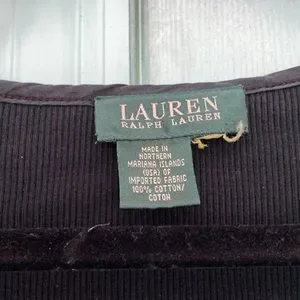 LAUREN
RALPH LAUREN
MADE IN
NORTHERN
MARIANA ISLANDS
(USA) OF
IMPORTED FABRIC
100% COTTON/
COTON